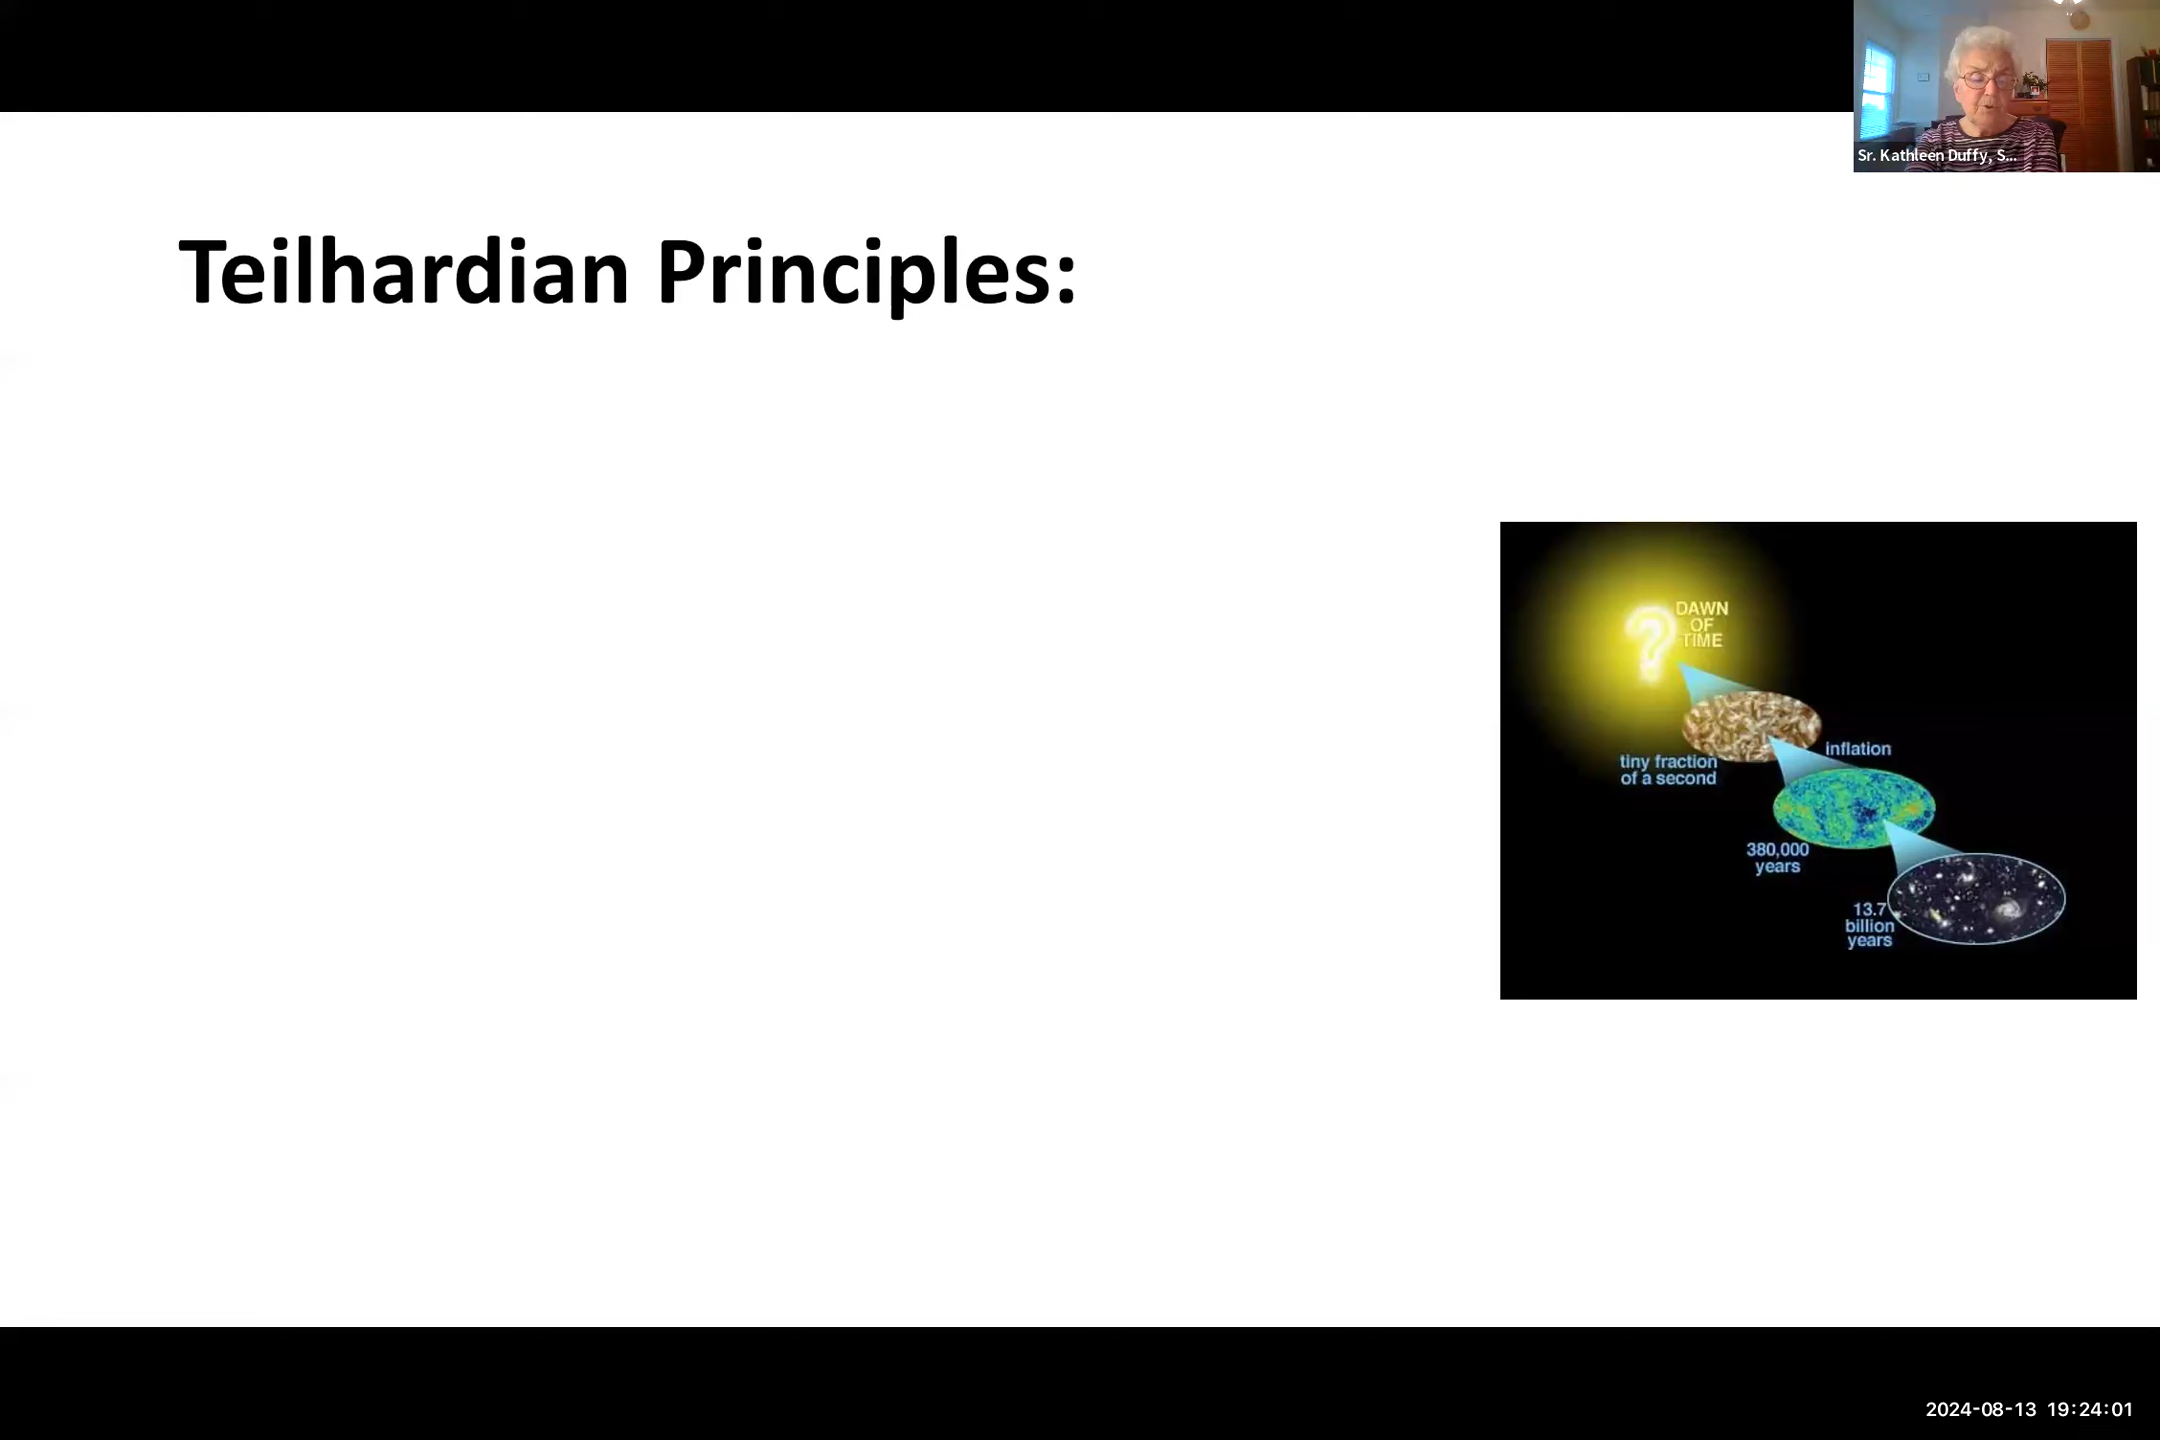 Sr. Kathleen Duffy, S...
Teilhardian Principles:
?
DAWN
OF
TIME
tiny fraction
of a second
inflation
380,000
years
13.7
billion
years
2024-08-13 19:24:01